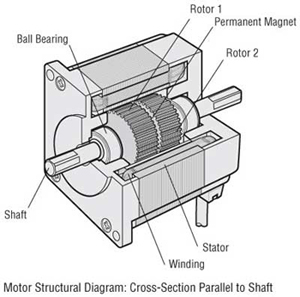 Rotor 1
Permanent Magnet
Ball Bearing
Rotor 2
Shaft
Stator
Winding
Motor Structural Diagram: Cross-Section Parallel to Shaft